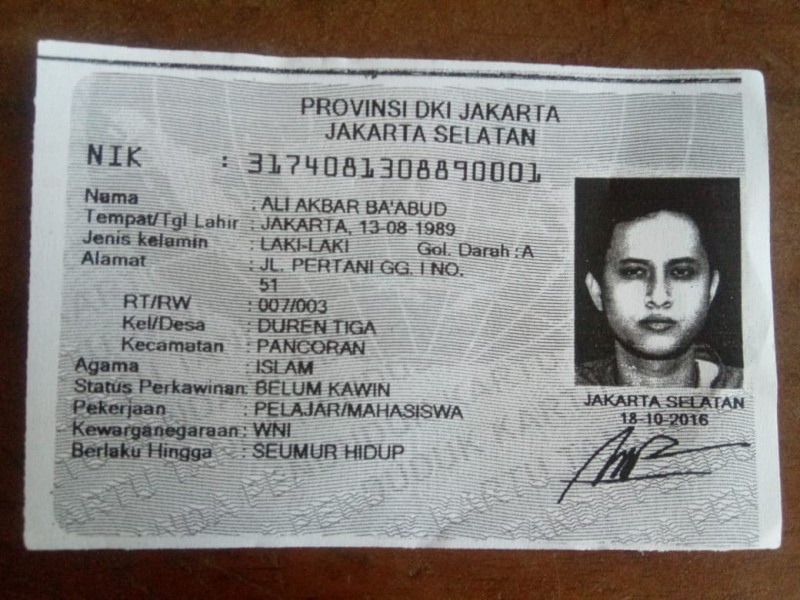 PROVINSI DKI JAKARTA
JAKARTA SELATAN
NIK : 3174081308890001
Nama : ALI AKBAR BA'ABUD
Tempat/Tgl Lahir : JAKARTA, 13-08-1989
Jenis kelamin : LAKI-LAKI Gol. Darah : A
Alamat : JL. PERTANI GG. I NO.
51
RT/RW : 007/003
Kel/Desa : DUREN TIGA
Kecamatan : PANCORAN
Agama : ISLAM
Status Perkawinan: BELUM KAWIN
Pekerjaan : PELAJAR/MAHASISWA
Kewarganegaraan: WNI
Berlaku Hingga : SEUMUR HIDUP
JAKARTA SELATAN
18-10-2016